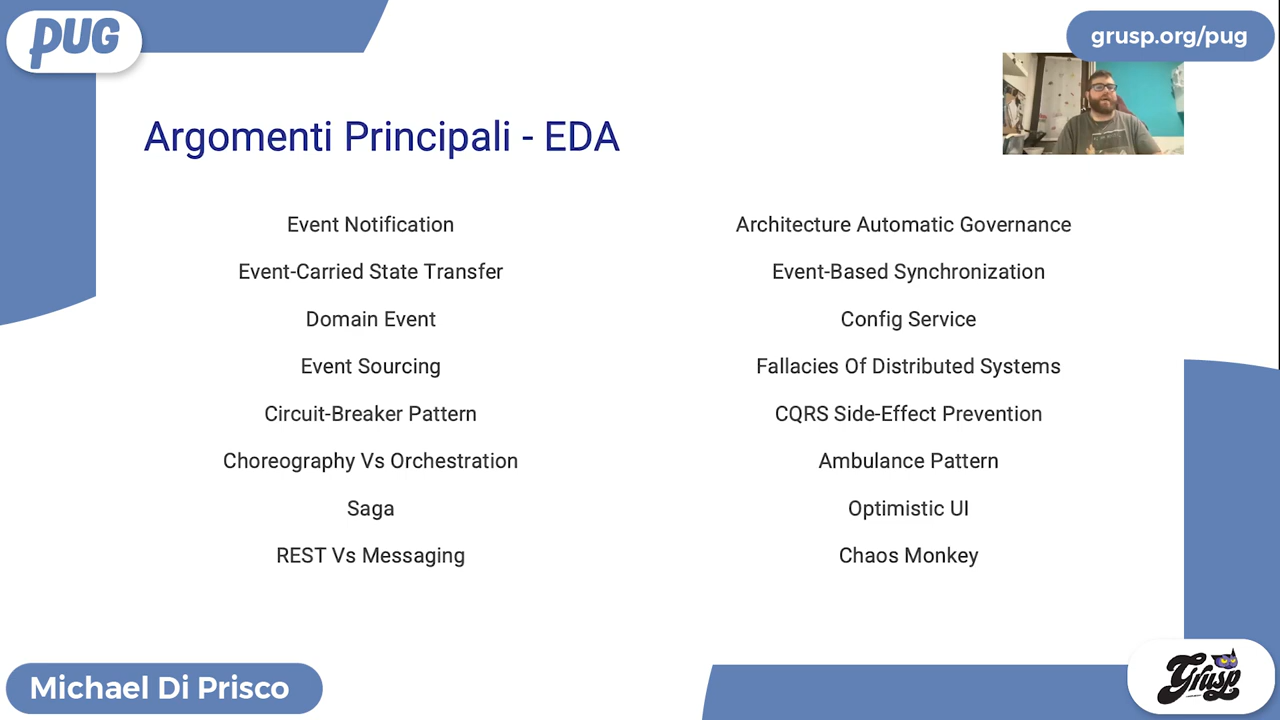 PUG
grusp.org/pug
Argomenti Principali - EDA
Event Notification
Event-Carried State Transfer
Domain Event
Event Sourcing
Circuit-Breaker Pattern
Choreography Vs Orchestration
Saga
REST Vs Messaging
Architecture Automatic Governance
Event-Based Synchronization
Config Service
Fallacies Of Distributed Systems
CQRS Side-Effect Prevention
Ambulance Pattern
Optimistic UI
Chaos Monkey
Michael Di Prisco
Grusp